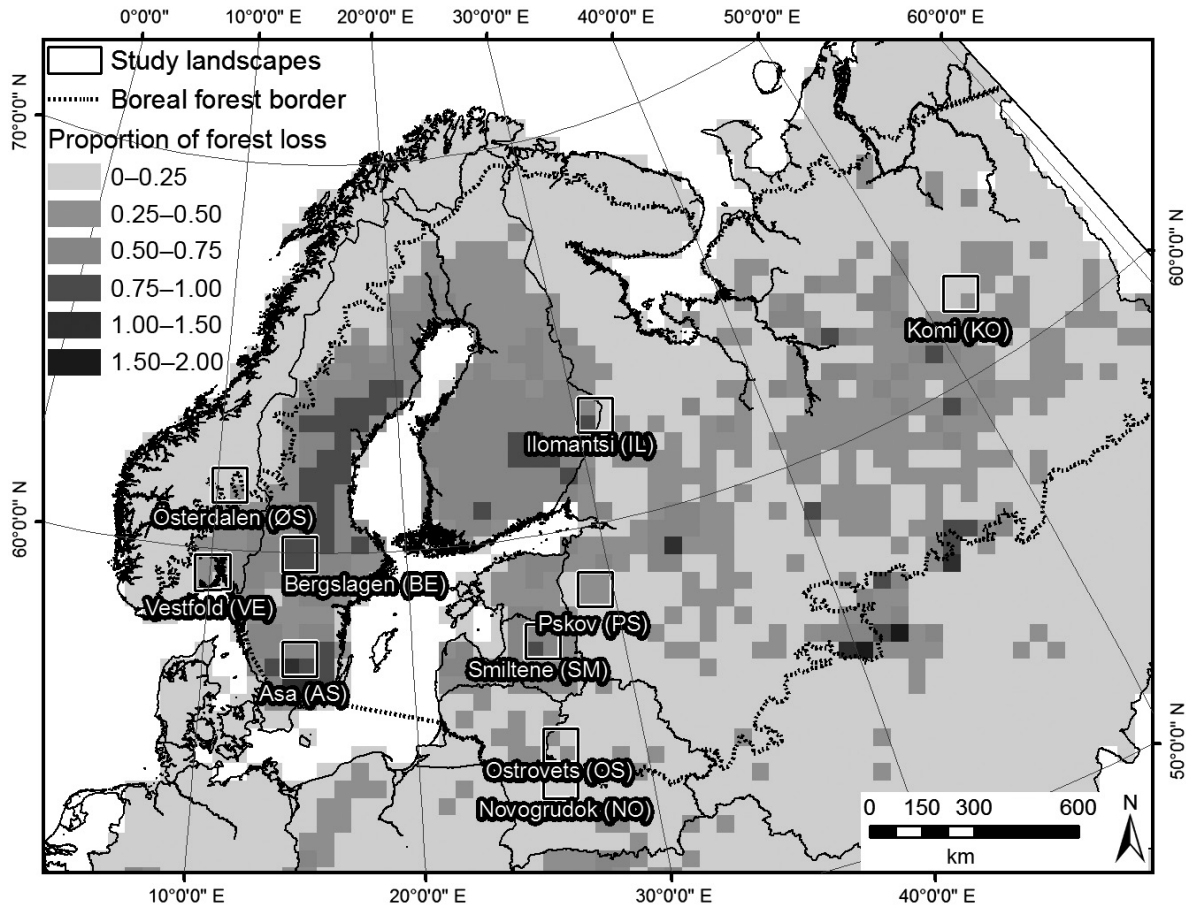 0°0'0" E
10°0'0" E
20°0'0" E
30°0'0" E
40°0'0" E
50°0'0" E
60°0'0" E
Study landscapes
Boreal forest border
Proportion of forest loss
0–0.25
0.25–0.50
0.50–0.75
0.75–1.00
1.00–1.50
1.50–2.00
70°0'0" N
60°0'0" N
60°0'0" N
50°0'0" N
Komi (KO)
Ilomantsi (IL)
Österdalen (ØS)
Bergslagen (BE)
Vestfold (VE)
Pskov (PS)
Smiltene (SM)
Asa (AS)
Ostrovets (OS)
Novogrudok (NO)
0 150 300 600
km
N
10°0'0" E
20°0'0" E
30°0'0" E
40°0'0" E